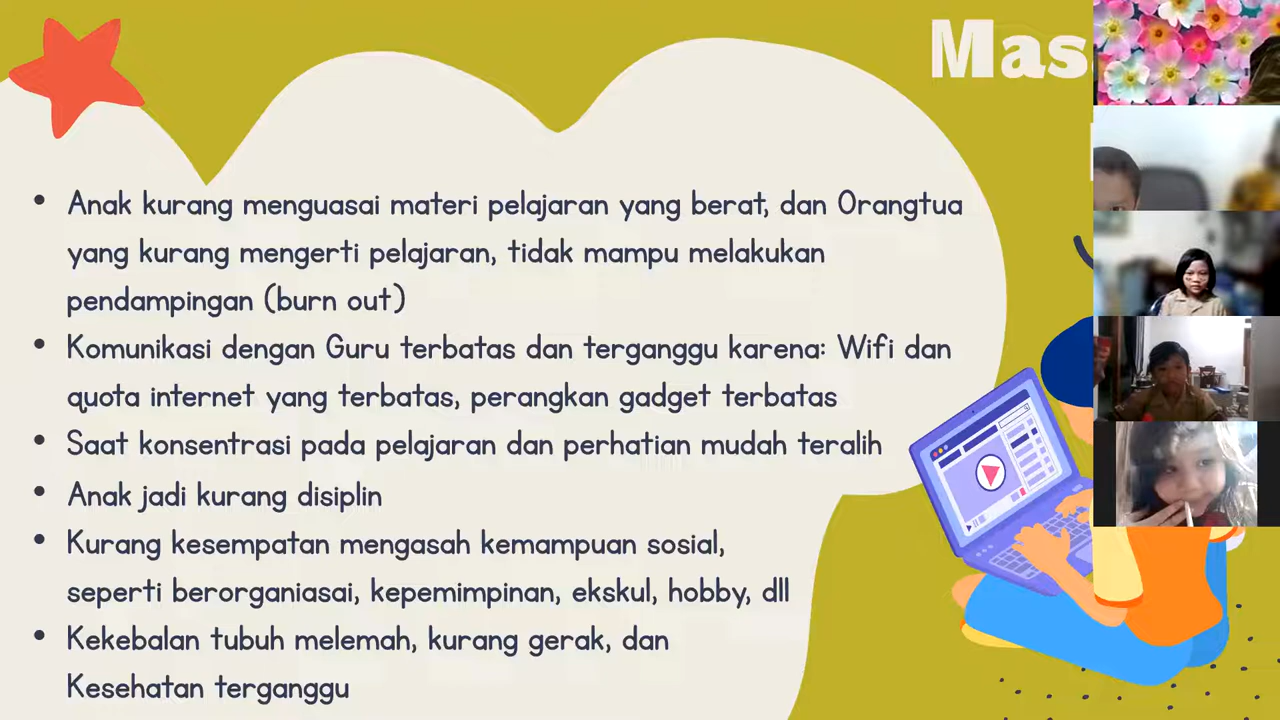 Anak kurang menguasai materi pelajaran yang berat, dan Orangtua
yang kurang mengerti pelajaran, tidak mampu melakukan
pendampingan (burn out)
Komunikasi dengan Guru terbatas dan terganggu karena: Wifi dan
quota internet yang terbatas, perangkan gadget terbatas
Saat konsentrasi pada pelajaran dan perhatian mudah teralih
Anak jadi kurang disiplin
Kurang kesempatan mengasah kemampuan sosial,
seperti berorganiasai, kepemimpinan, ekskul, hobby, dll
Kekebalan tubuh melemah, kurang gerak, dan
Kesehatan terganggu